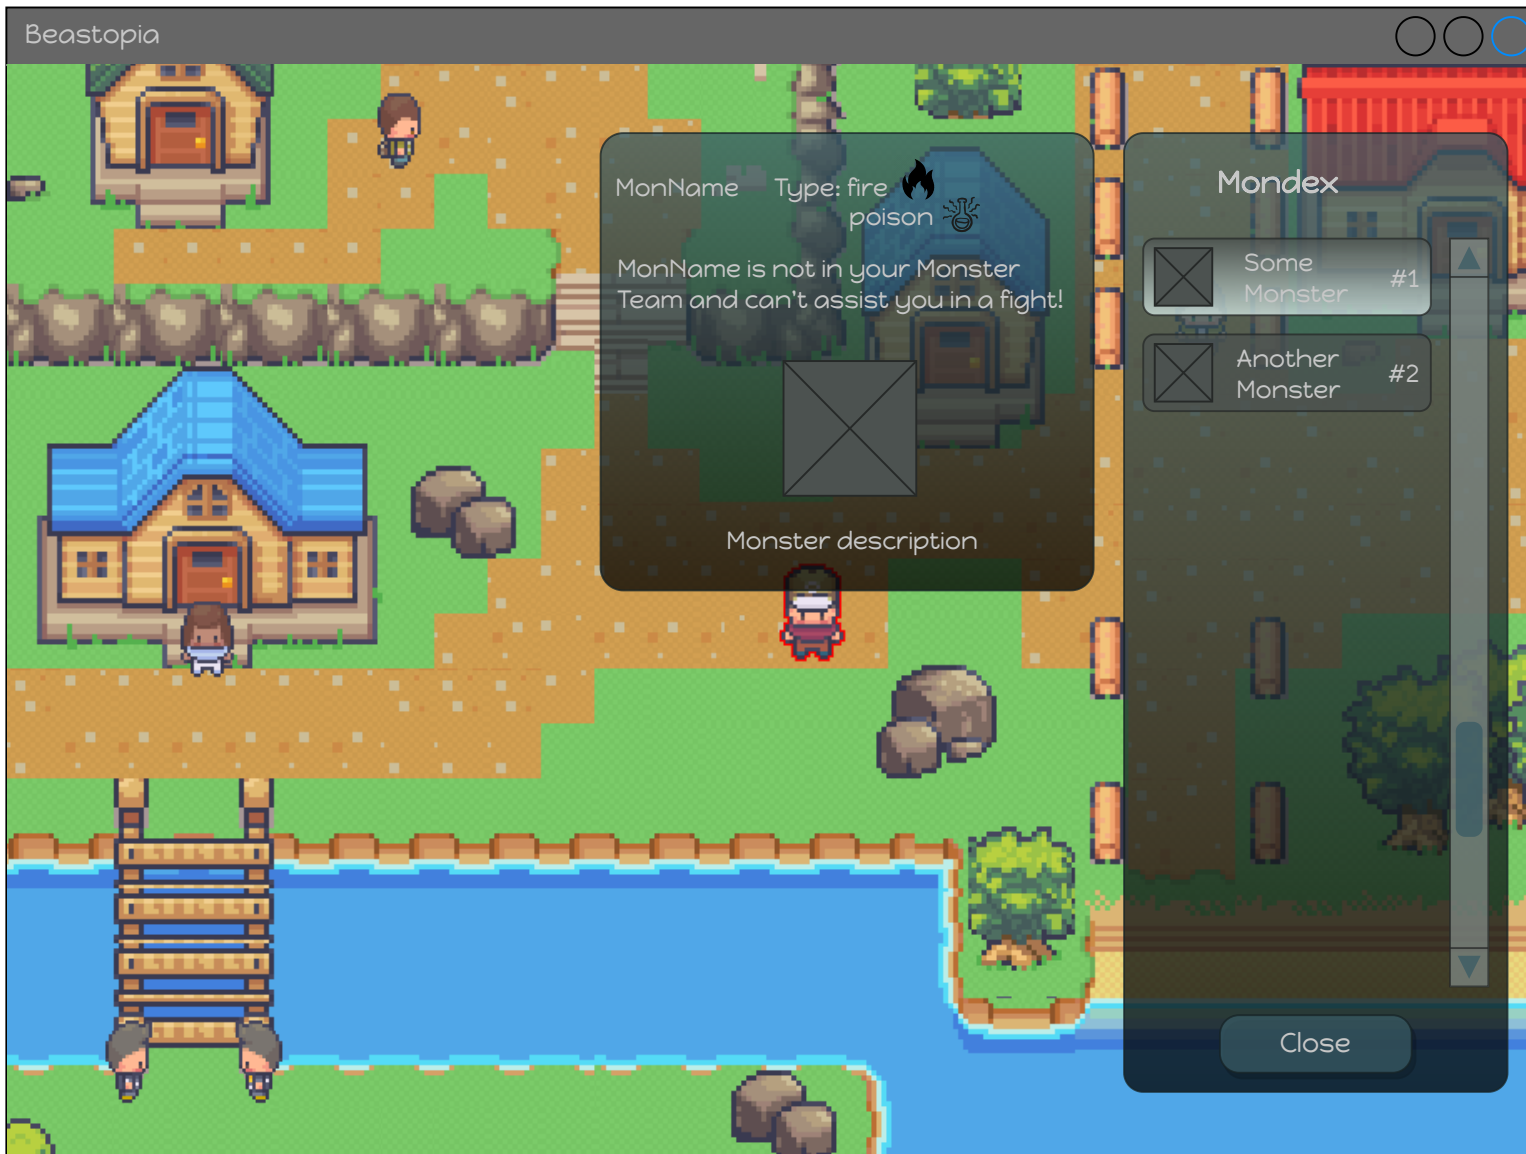 Beastopia
MonName Type: fire
poison
MonName is not in your Monster
Team and can't assist you in a fight!
Monster description
Mondex
Some
Monster
#1
Another
Monster
#2
Close